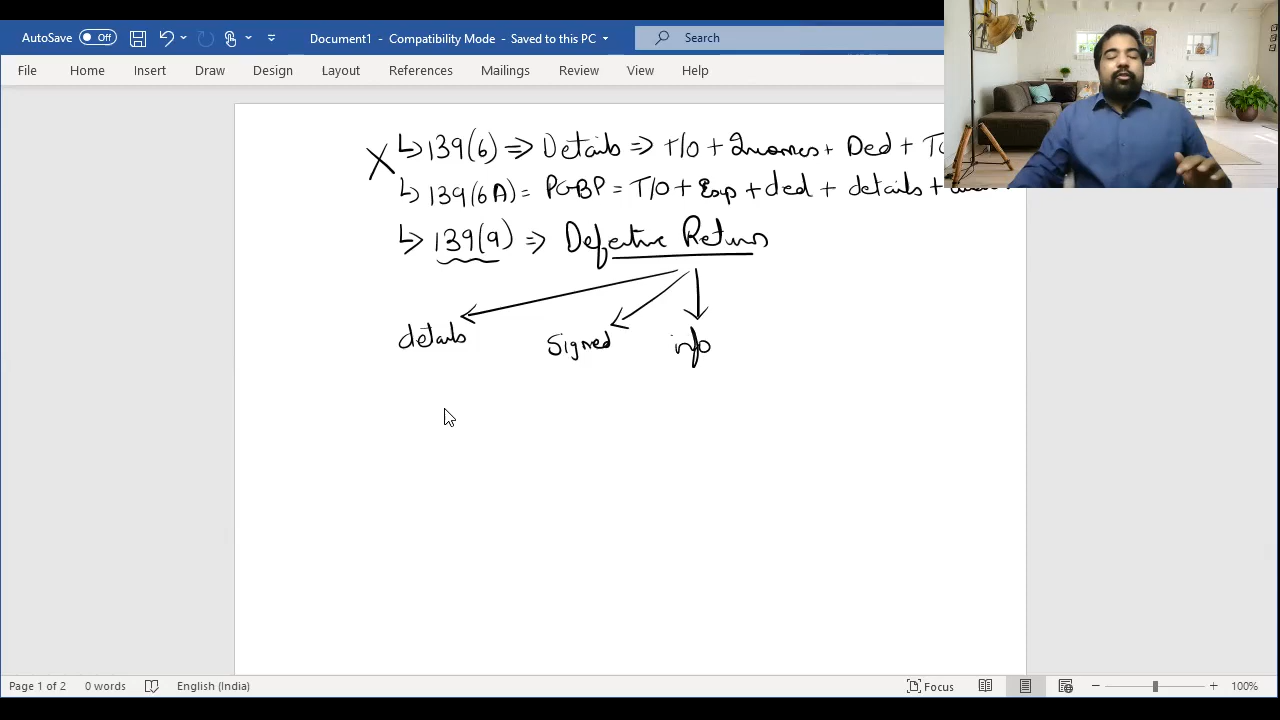 AutoSave Off Document1 - Compatibility Mode - Saved to this PC Search
File Home Insert Draw Design Layout References Mailings Review View Help
X ↳ 139(6) ⇒ Details ⇒ T/O + Incomes + Ded +
↳ 139(6A) = PGBP = T/O + Exp + ded + details +
↳ 139(9) ⇒ Defective Return
details signed info
Page 1 of 2 0 words English (India) Focus 100%